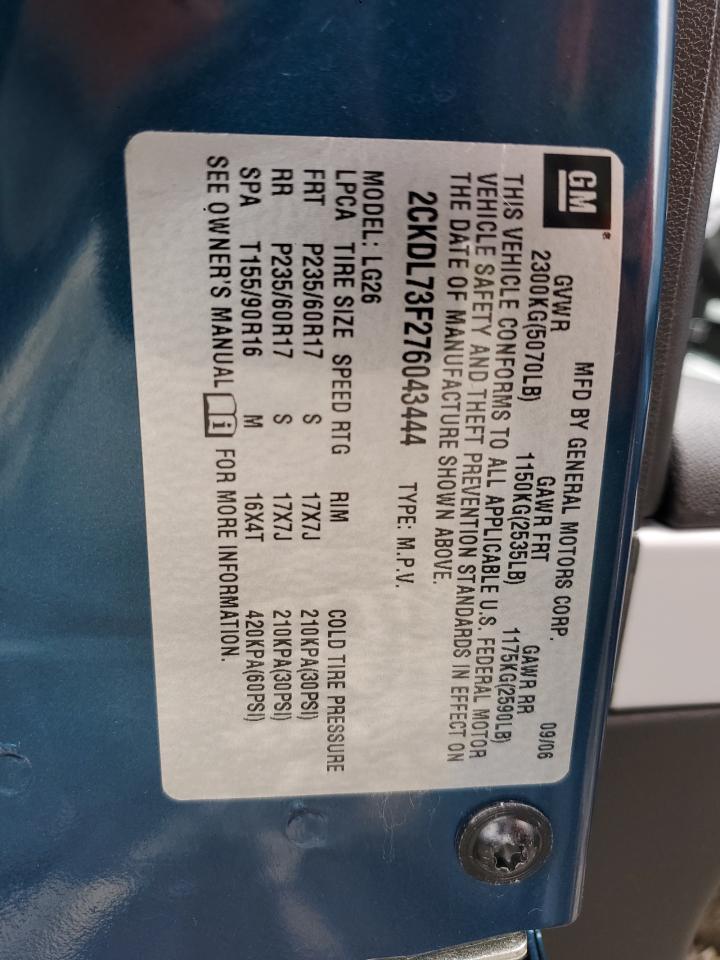 GM®
MFD BY GENERAL MOTORS CORP. 09/06
GVWR GAWR FRT GAWR RR
2300KG(5070LB) 1150KG(2535LB) 1175KG(2590LB)
THIS VEHICLE CONFORMS TO ALL APPLICABLE U.S. FEDERAL MOTOR
VEHICLE SAFETY AND THEFT PREVENTION STANDARDS IN EFFECT ON
THE DATE OF MANUFACTURE SHOWN ABOVE.
2CKDL73F276043444 TYPE: M.P.V.
MODEL: LG26
LPCA TIRE SIZE SPEED RTG RIM COLD TIRE PRESSURE
FRT P235/60R17 S 17X7J 210KPA(30PSI)
RR P235/60R17 S 17X7J 210KPA(30PSI)
SPA T155/90R16 M 16X4T 420KPA(60PSI)
SEE OWNER'S MANUAL i FOR MORE INFORMATION.